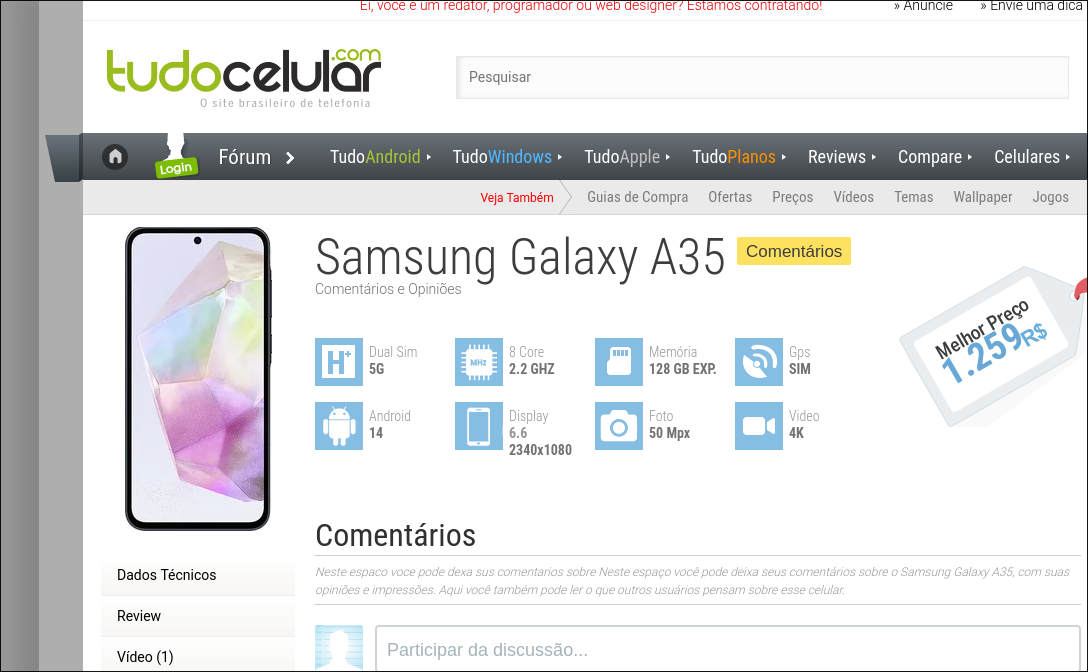 Ei, você é um redator, programador ou web designer? Estamos contratando!
» Anuncie
» Envie uma dica
tudocelular.com
O site brasileiro de telefonia
Pesquisar
Login
Fórum
TudoAndroid
TudoWindows
TudoApple
TudoPlanos
Reviews
Compare
Celulares
Veja Também
Guias de Compra
Ofertas
Preços
Vídeos
Temas
Wallpaper
Jogos
Samsung Galaxy A35
Comentários
Comentários e Opiniões
Melhor Preço
1.259R$
H+
Dual Sim
5G
MHz
8 Core
2.2 GHZ
Memória
128 GB EXP.
Gps
SIM
Android
14
Display
6.6
2340x1080
Foto
50 Mpx
Video
4K
Comentários
Neste espaco voce pode dexa sus comentarios sobre Neste espaço você pode deixa seus comentários sobre o Samsung Galaxy A35, com suas
opiniões e impressões. Aqui você também pode ler o que outros usuários pensam sobre esse celular.
Dados Técnicos
Review
Vídeo (1)
Participar da discussão...